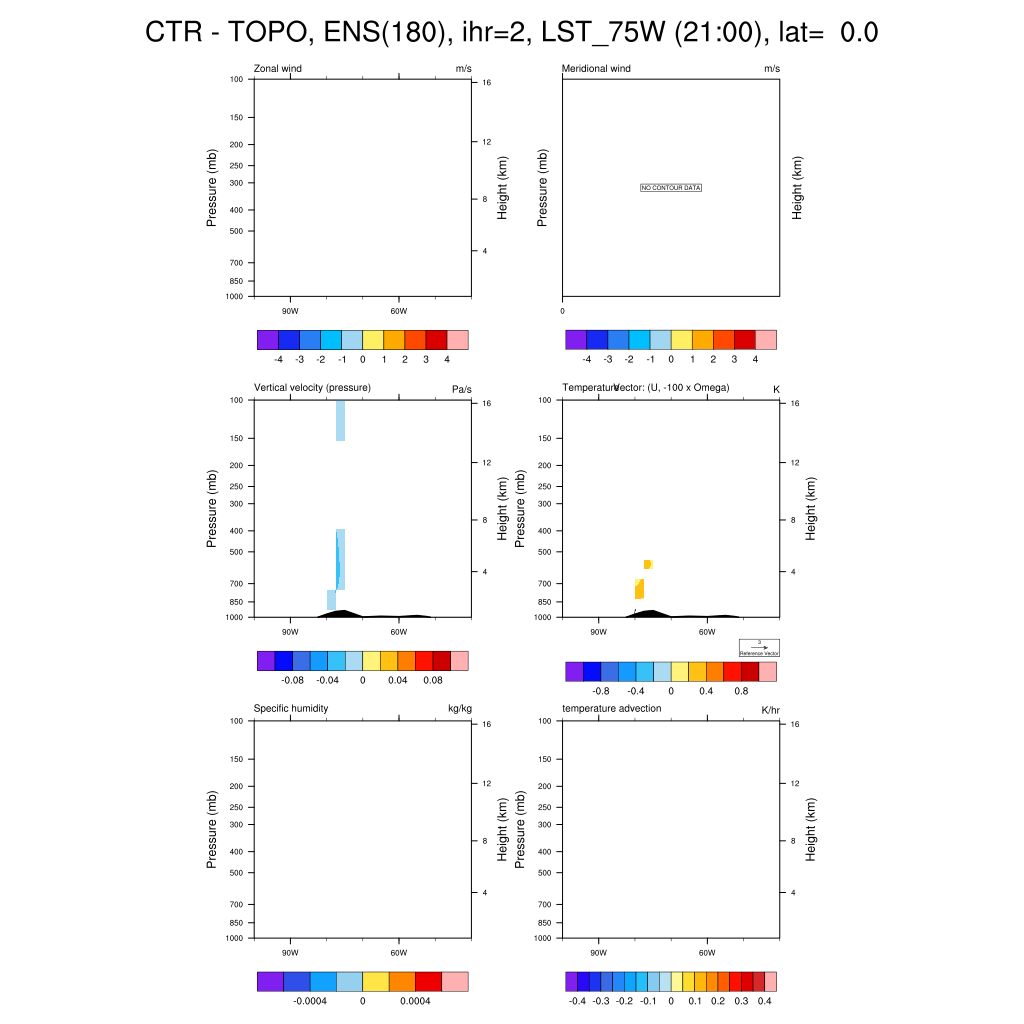 CTR - TOPO, ENS(180), ihr=2, LST_75W (21:00), lat= 0.0
Zonal wind m/s
100
150
200
250
300
400
500
700
850
1000
Pressure (mb)
16
12
8
4
Height (km)
90W 60W
-4 -3 -2 -1 0 1 2 3 4
Meridional wind m/s
Pressure (mb)
NO CONTOUR DATA
Height (km)
0
-4 -3 -2 -1 0 1 2 3 4
Vertical velocity (pressure) Pa/s
100
150
200
250
300
400
500
700
850
1000
Pressure (mb)
16
12
8
4
Height (km)
90W 60W
-0.08 -0.04 0 0.04 0.08
Temperature Vector: (U, -100 x Omega) K
100
150
200
250
300
400
500
700
850
1000
Pressure (mb)
16
12
8
4
Height (km)
90W 60W
3
Reference Vector
-0.8 -0.4 0 0.4 0.8
Specific humidity kg/kg
100
150
200
250
300
400
500
700
850
1000
Pressure (mb)
16
12
8
4
Height (km)
90W 60W
-0.0004 0 0.0004
temperature advection K/hr
100
150
200
250
300
400
500
700
850
1000
Pressure (mb)
16
12
8
4
Height (km)
90W 60W
-0.4 -0.3 -0.2 -0.1 0 0.1 0.2 0.3 0.4